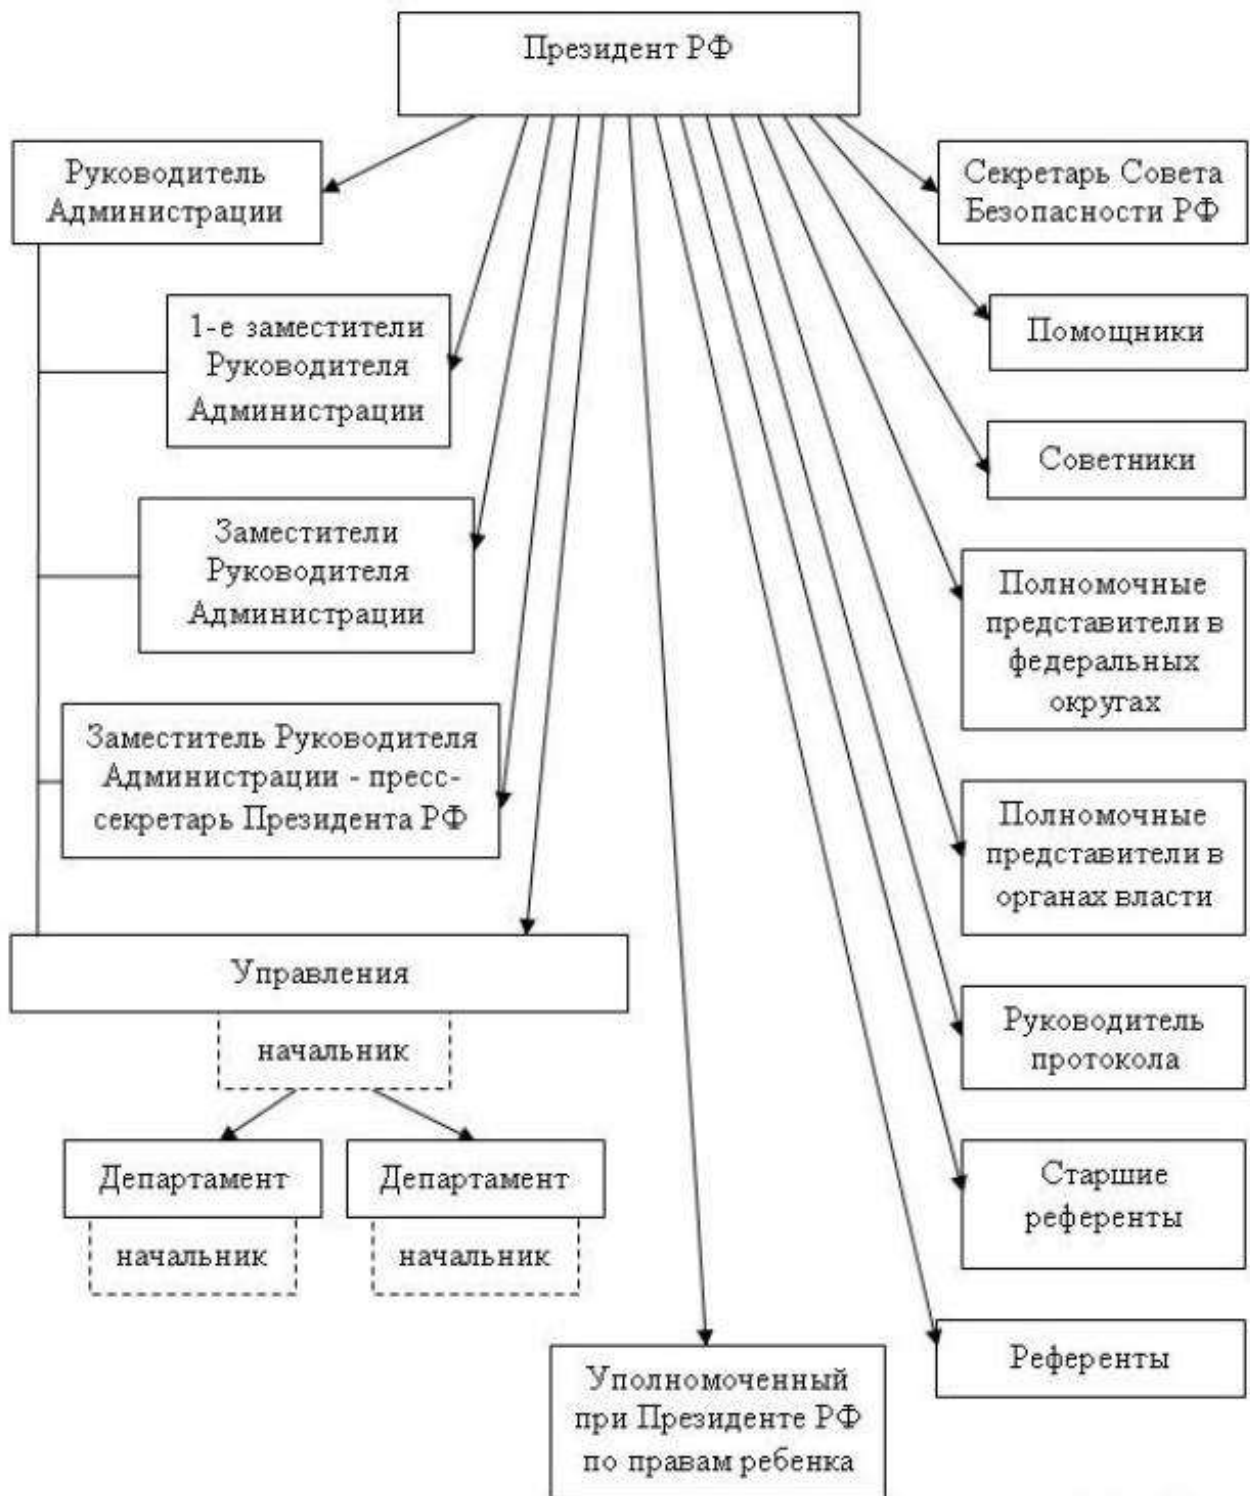 Президент РФ
Руководитель
Администрации
Секретарь Совета
Безопасности РФ
1-е заместители
Руководителя
Администрации
Помощники
Советники
Заместители
Руководителя
Администрации
Полномочные
представители в
федеральных
округах
Заместитель Руководителя
Администрации - пресс-
секретарь Президента РФ
Полномочные
представители в
органах власти
Управления
начальник
Руководитель
протокола
Департамент
начальник
Департамент
начальник
Старшие
референты
Референты
Уполномоченный
при Президенте РФ
по правам ребенка